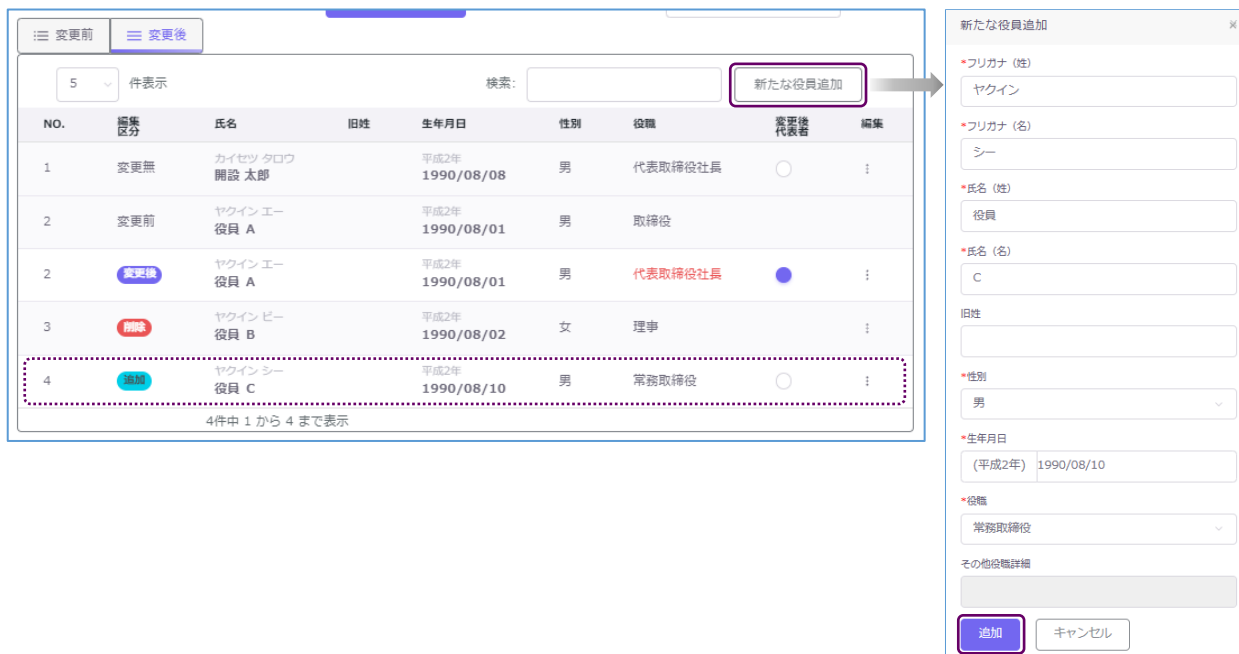 変更前 変更後
5 件表示 検索: 新たな役員追加
NO. 編集区分 氏名 旧姓 生年月日 性別 役職 変更後代表者 編集
カイセツ タロウ 平成2年
1 変更無 開設 太郎 1990/08/08 男 代表取締役社長
ヤクイン エー 平成2年
2 変更前 役員 A 1990/08/01 男 取締役
ヤクイン エー 平成2年
2 変更後 役員 A 1990/08/01 男 代表取締役社長
ヤクイン ビー 平成2年
3 削除 役員 B 1990/08/02 女 理事
ヤクイン シー 平成2年
4 追加 役員 C 1990/08/10 男 常務取締役
4件中 1 から 4 まで表示
新たな役員追加
*フリガナ（姓）
ヤクイン
*フリガナ（名）
シー
*氏名（姓）
役員
*氏名（名）
C
旧姓
*性別
男
*生年月日
(平成2年) 1990/08/10
*役職
常務取締役
その他役職詳細
追加 キャンセル